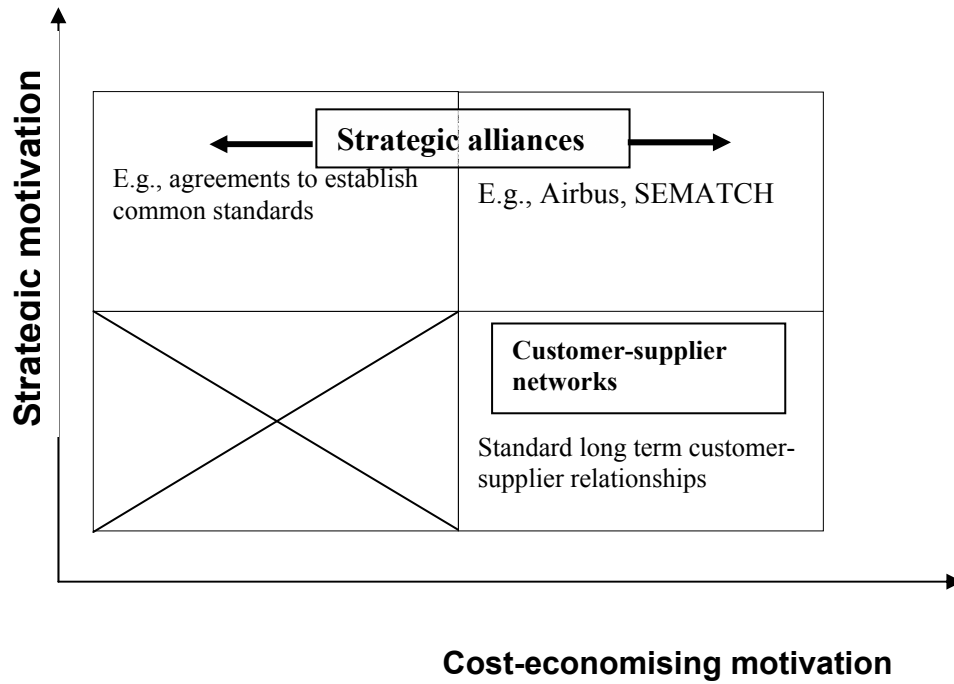 Strategic motivation
Strategic alliances
E.g., agreements to establish
common standards
E.g., Airbus, SEMATCH
Customer-supplier
networks
Standard long term customer-
supplier relationships
Cost-economising motivation